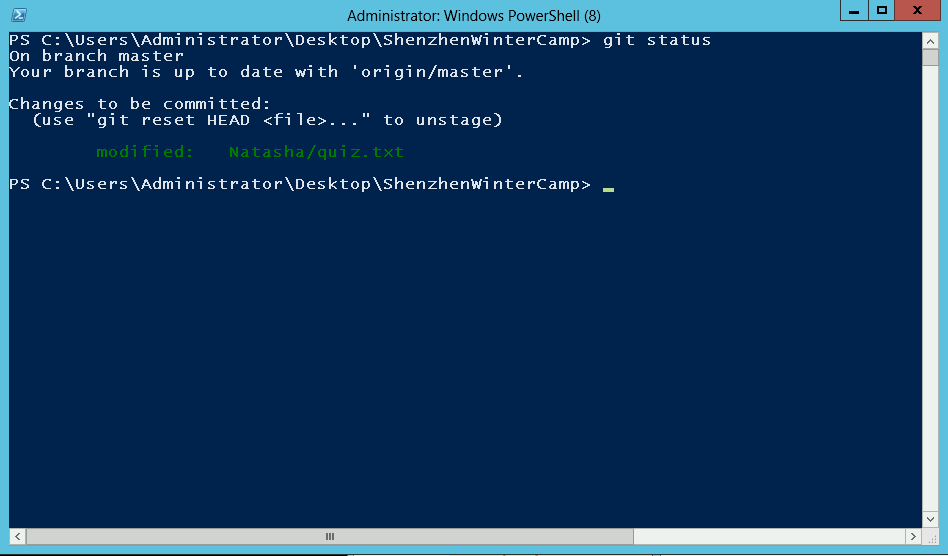 Administrator: Windows PowerShell (8)
PS C:\Users\Administrator\Desktop\ShenzhenWinterCamp> git status
On branch master
Your branch is up to date with 'origin/master'.
Changes to be committed:
  (use "git reset HEAD <file>..." to unstage)
        modified:   Natasha/quiz.txt
PS C:\Users\Administrator\Desktop\ShenzhenWinterCamp>